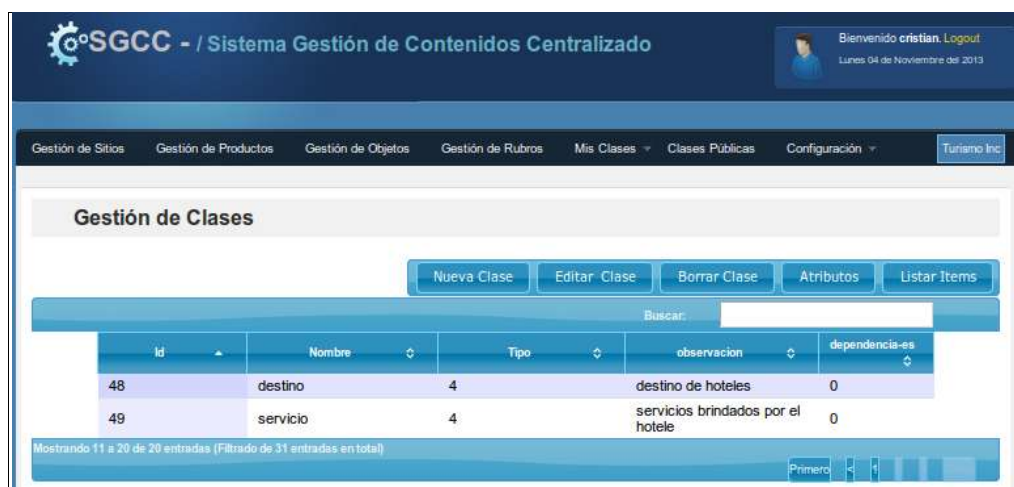 SGCC - / Sistema Gestión de Contenidos Centralizado
Bienvenido cristian. Logout
Lunes 04 de Noviembre del 2013
Gestión de Sitios Gestión de Productos Gestión de Objetos Gestión de Rubros Mis Clases Clases Públicas Configuración Turismo Inc
Gestión de Clases
Nueva Clase Editar Clase Borrar Clase Atributos Listar Items
Buscar:
Id Nombre Tipo observacion dependencia-es
48 destino 4 destino de hoteles 0
49 servicio 4 servicios brindados por el hotele 0
Mostrando 11 a 20 de 20 entradas (Filtrado de 31 entradas en total)
Primero < 1